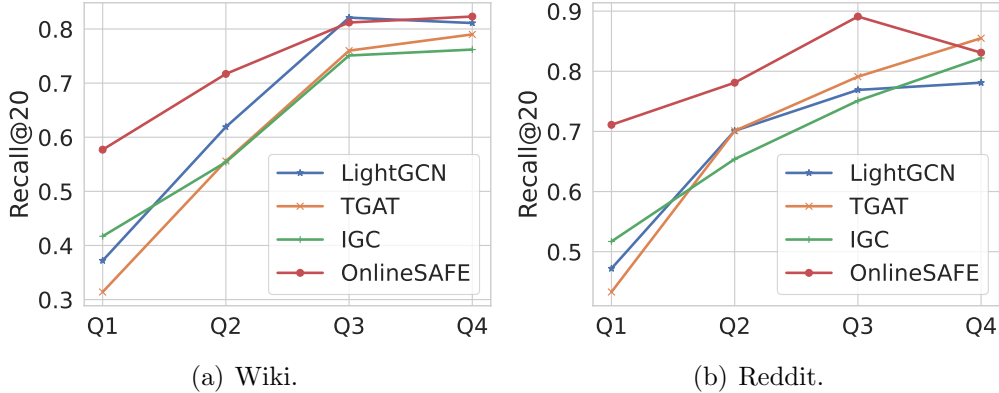 Recall@20
0.8
0.7
0.6
0.5
0.4
0.3
Q1 Q2 Q3 Q4
LightGCN
TGAT
IGC
OnlineSAFE
(a) Wiki.
Recall@20
0.9
0.8
0.7
0.6
0.5
Q1 Q2 Q3 Q4
LightGCN
TGAT
IGC
OnlineSAFE
(b) Reddit.